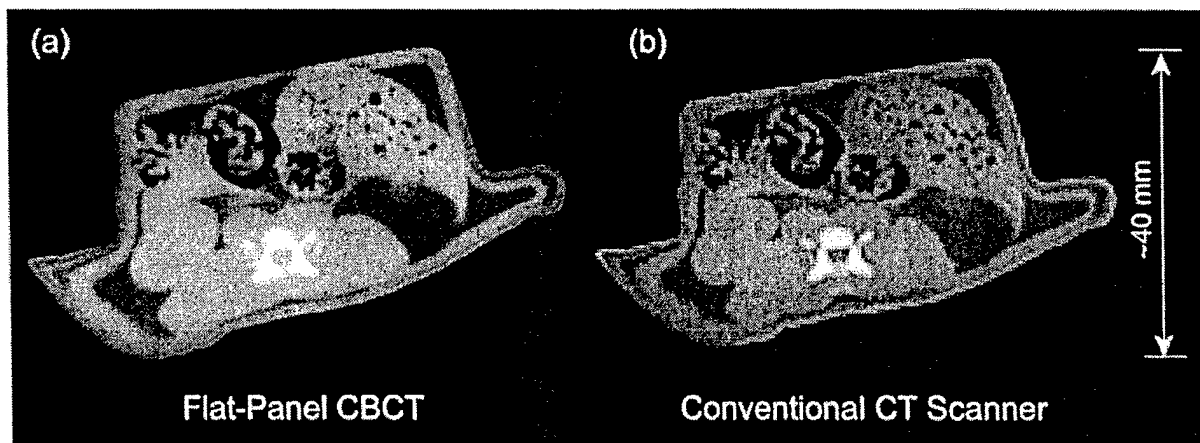 (a)
(b)
~40 mm
Flat-Panel CBCT
Conventional CT Scanner